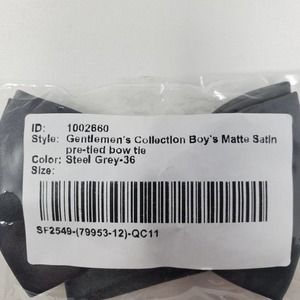 ID: 1002660
Style: Gentlemen's Collection Boy's Matte Satin
pre-tied bow tie
Color: Steel Grey-36
Size:
SF2549-(79953-12)-QC11